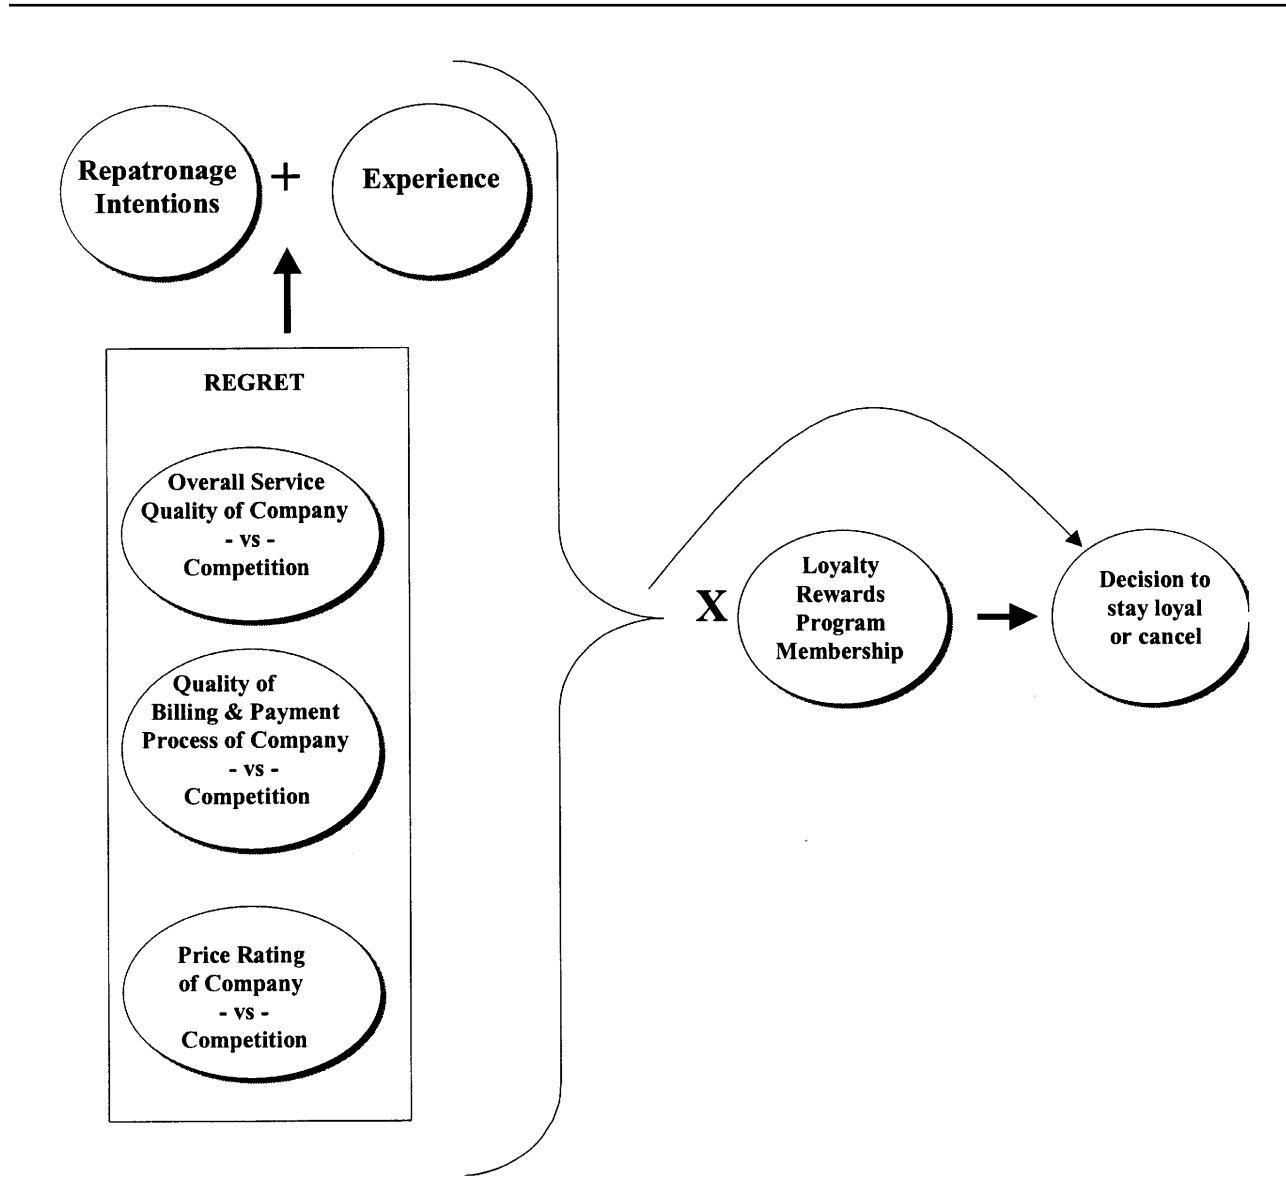 Repatronage
Intentions
+
Experience
REGRET
Overall Service
Quality of Company
- vs -
Competition
Quality of
Billing & Payment
Process of Company
- vs -
Competition
Price Rating
of Company
- vs -
Competition
X
Loyalty
Rewards
Program
Membership
Decision to
stay loyal
or cancel